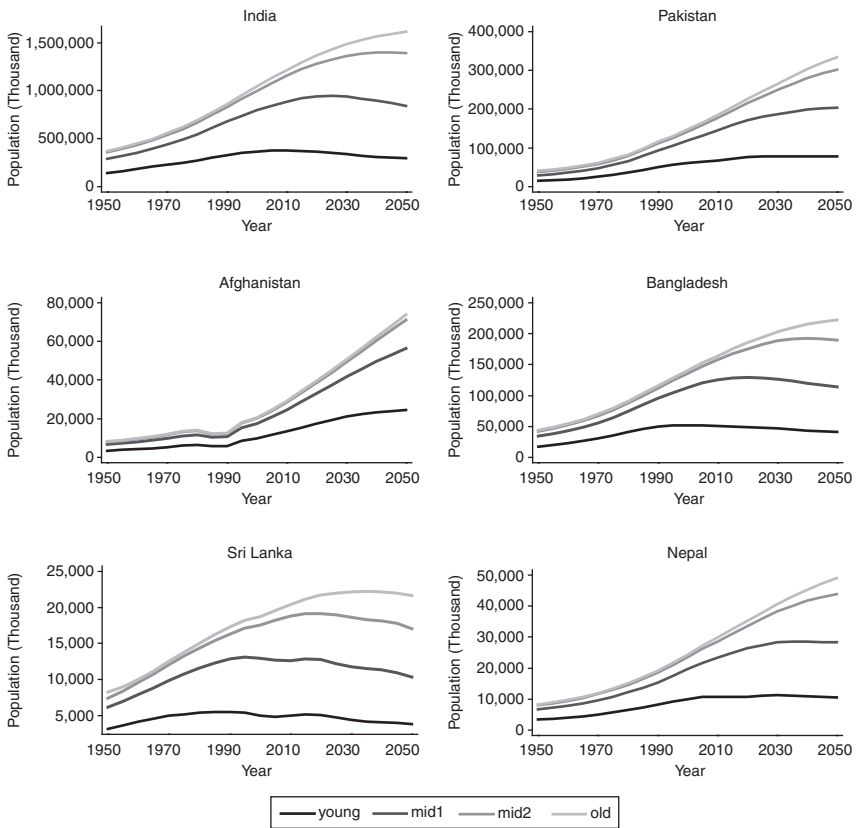 India
Population (Thousand)
1,500,000
1,000,000
500,000
0
1950 1970 1990 2010 2030 2050
Year
Pakistan
Population (Thousand)
400,000
300,000
200,000
100,000
0
1950 1970 1990 2010 2030 2050
Year
Afghanistan
Population (Thousand)
80,000
60,000
40,000
20,000
0
1950 1970 1990 2010 2030 2050
Year
Bangladesh
Population (Thousand)
250,000
200,000
150,000
100,000
50,000
0
1950 1970 1990 2010 2030 2050
Year
Sri Lanka
Population (Thousand)
25,000
20,000
15,000
10,000
5,000
1950 1970 1990 2010 2030 2050
Year
Nepal
Population (Thousand)
50,000
40,000
30,000
20,000
10,000
0
1950 1970 1990 2010 2030 2050
Year
young mid1 mid2 old